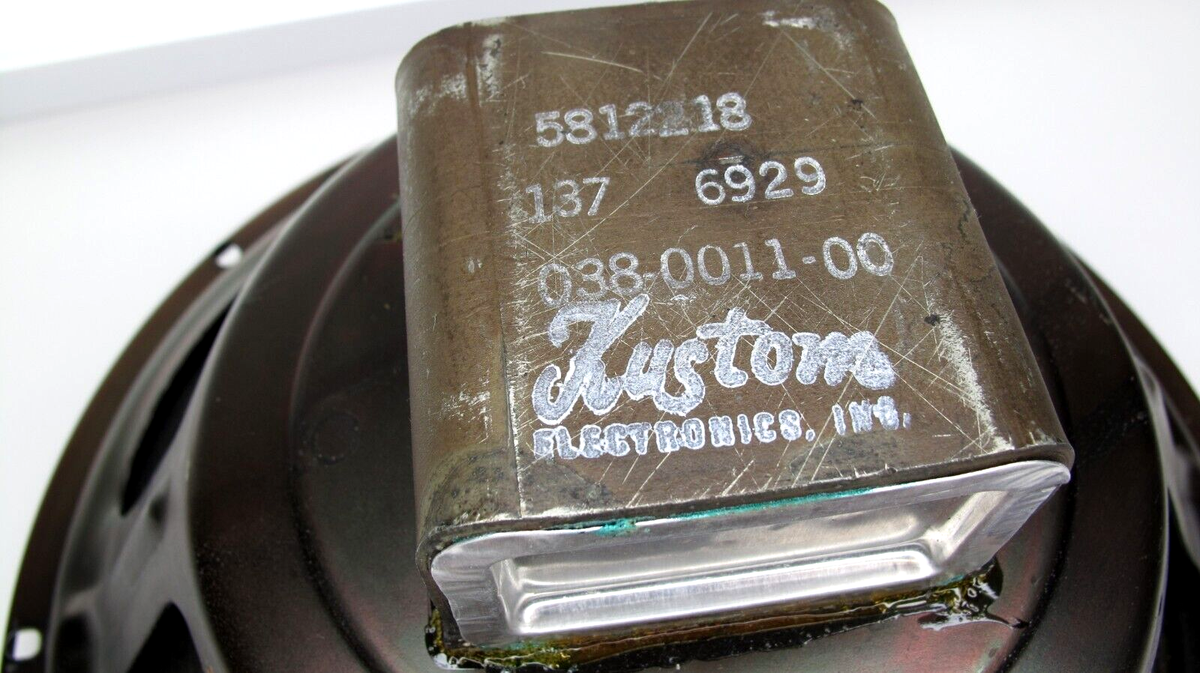 5812218
137 6929
038-0011-00
Kustom
ELECTRONICS, INC.